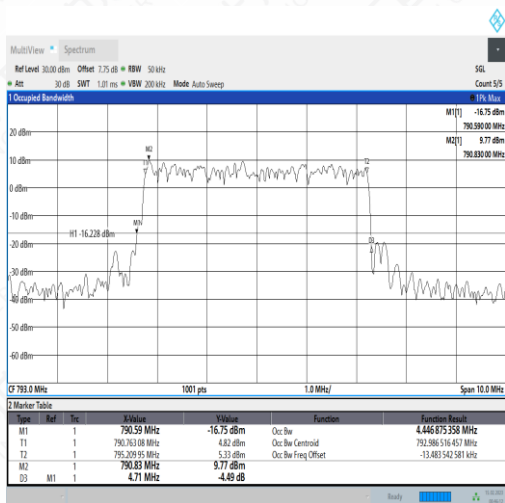 MultiView Spectrum
Ref Level 30.00 dBm Offset 7.75 dB RBW 50 kHz SGL
Att 30 dB SWT 1.01 ms VBW 200 kHz Mode Auto Sweep Count 5/5
1 Occupied Bandwidth 1Pk Max
M1[1] -16.75 dBm
790.590 00 MHz
M2[1] 9.77 dBm
790.830 00 MHz
20 dBm
M2
10 dBm
T1
T2
0 dBm
-10 dBm
M1
H1 -16.228 dBm
-20 dBm
D3
-30 dBm
-40 dBm
-50 dBm
-60 dBm
CF 793.0 MHz 1001 pts 1.0 MHz/ Span 10.0 MHz
2 Marker Table
Type Ref Trc X-Value Y-Value Function Function Result
M1 1 790.59 MHz -16.75 dBm Occ Bw 4.446 875 358 MHz
T1 1 790.763 08 MHz 4.82 dBm Occ Bw Centroid 792.986 516 457 MHz
T2 1 795.209 95 MHz 5.33 dBm Occ Bw Freq Offset -13.483 542 581 kHz
M2 1 790.83 MHz 9.77 dBm
D3 M1 1 4.71 MHz -4.49 dB
Ready